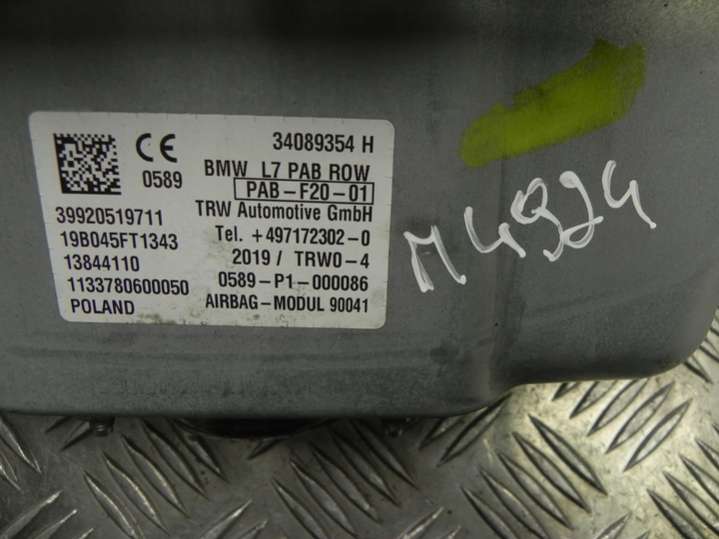 34089354 H
CE
0589
BMW L7 PAB ROW
PAB-F20-01
39920519711
TRW Automotive GmbH
19B045FT1343
Tel. +497172302-0
13844110
2019/ TRW0-4
1133780600050
0589-P1-000086
POLAND
AIRBAG-MODUL 90041
M4924